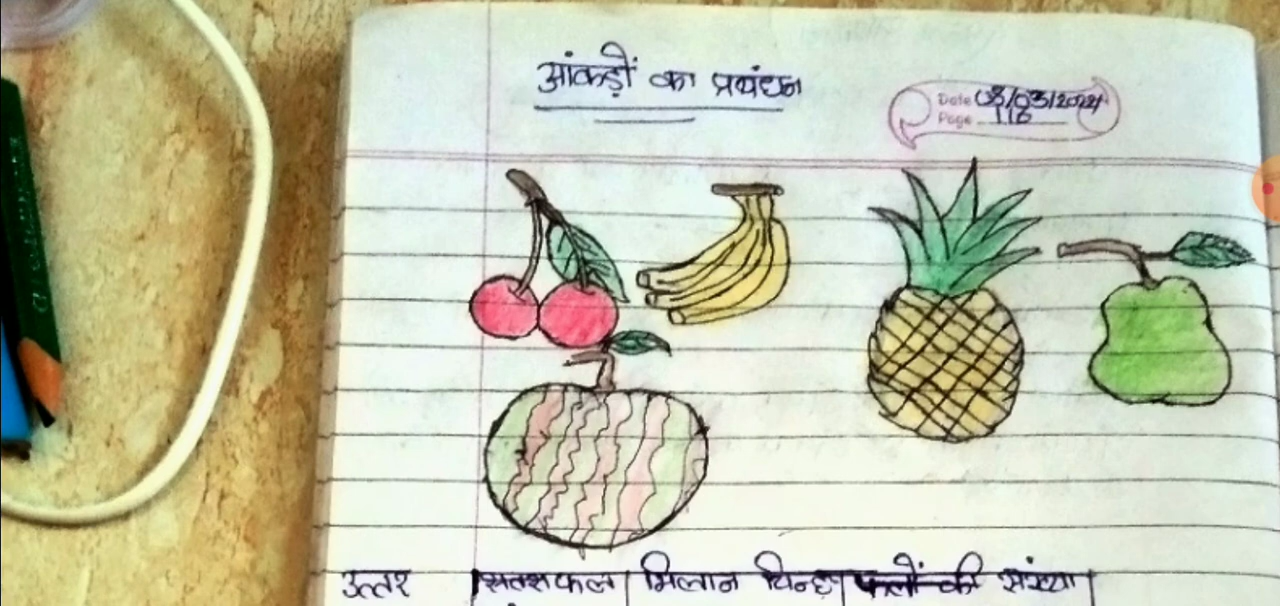 आंकड़ों का प्रबंधन
Date 08/03/2024
Page 118
उत्तर फल मिलान चिन्ह फलों की संख्या